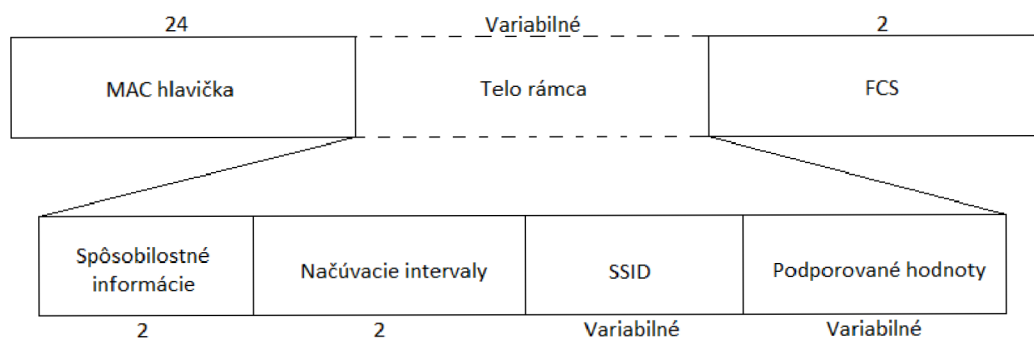 24 Variabilné 2
MAC hlavička Telo rámca FCS
Spôsobilostné
informácie
Načúvacie intervaly SSID Podporované hodnoty
2 2 Variabilné Variabilné